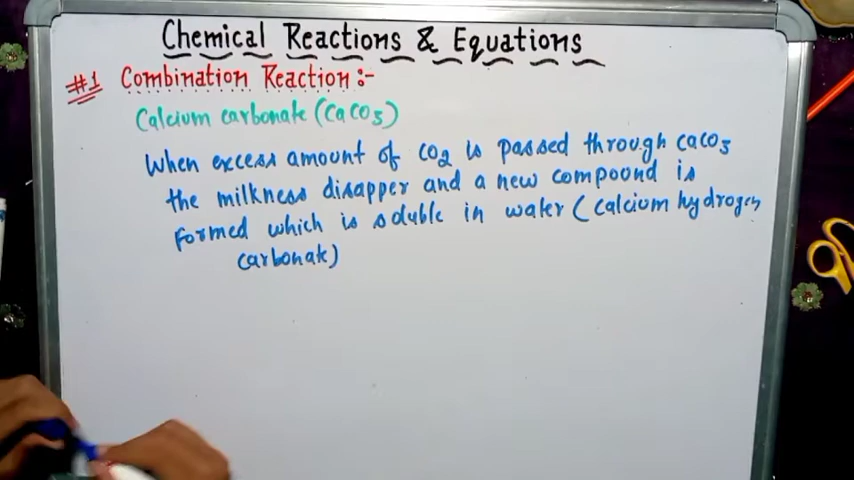 Chemical Reactions & Equations
#1 Combination Reaction:-
Calcium carbonate (CaCO3)
When excess amount of CO2 is passed through CaCO3
the milkness disapper and a new compound is
formed which is soluble in water (Calcium hydrogen
carbonate)